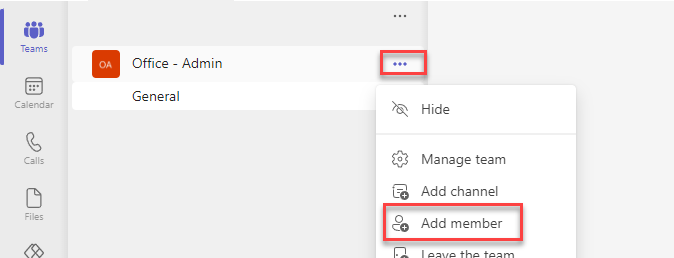 Teams
Calendar
Calls
Files
...
OA Office - Admin ...
General
Hide
Manage team
Add channel
Add member
Leave the team